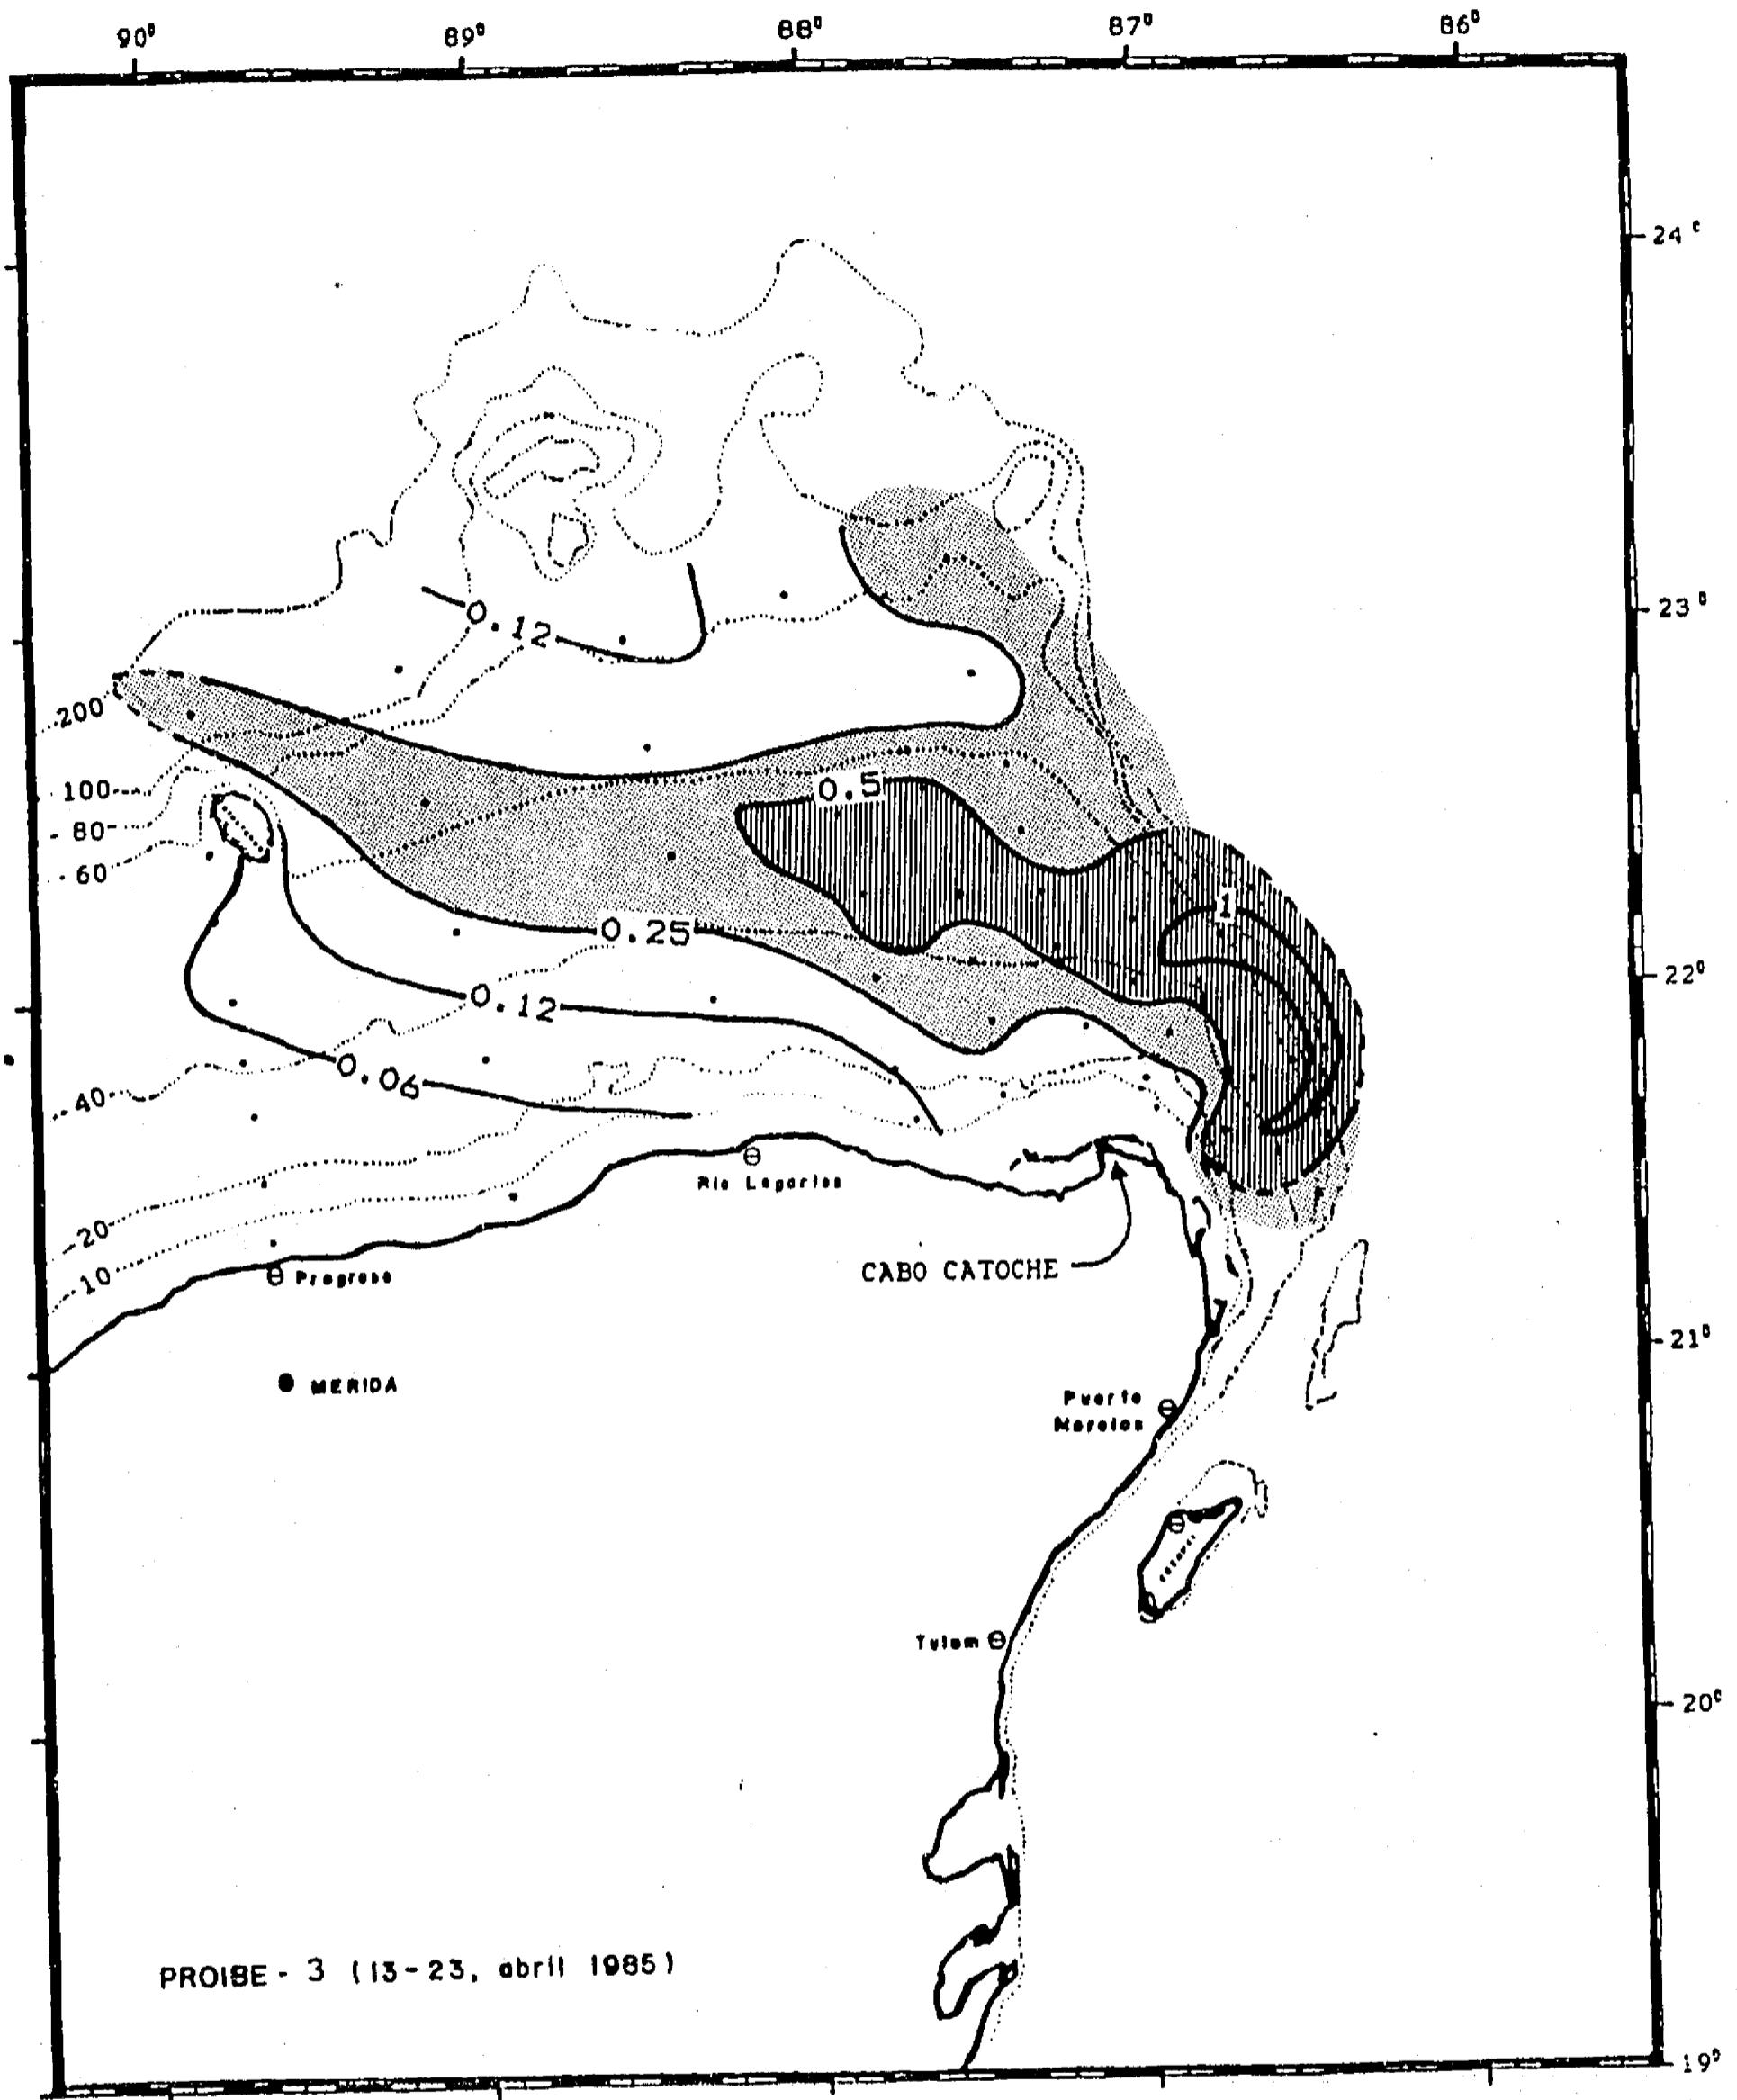 90° 89° 88° 87° 86°
24°
23°
0.12
200
100
80
0.5
60
1
0.25
22°
0.12
0.06
40
Rio Lagartos
20
CABO CATOCHE
10
Progreso
21°
MERIDA
Puerto
Morelos
Tulum
20°
PROIBE - 3 (13-23, abril 1985)
19°